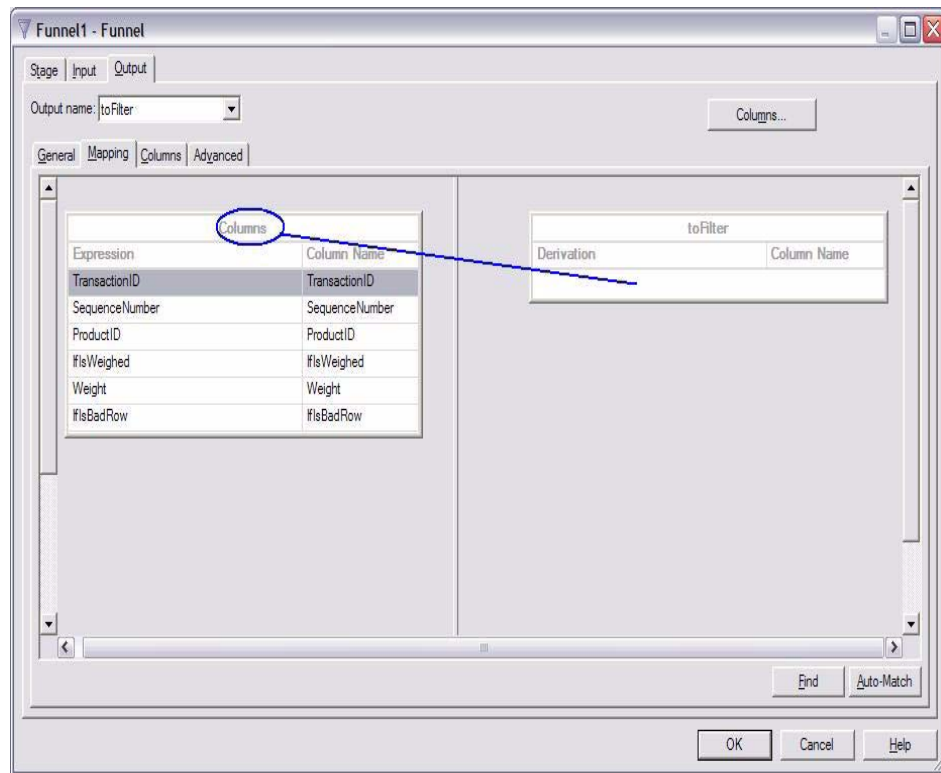 Funnel1 - Funnel
Stage Input Output
Output name: toFilter
Columns...
General Mapping Columns Advanced
Columns
Expression Column Name
TransactionID TransactionID
SequenceNumber SequenceNumber
ProductID ProductID
IfIsWeighed IfIsWeighed
Weight Weight
IfIsBadRow IfIsBadRow
toFilter
Derivation Column Name
Find Auto-Match
OK Cancel Help